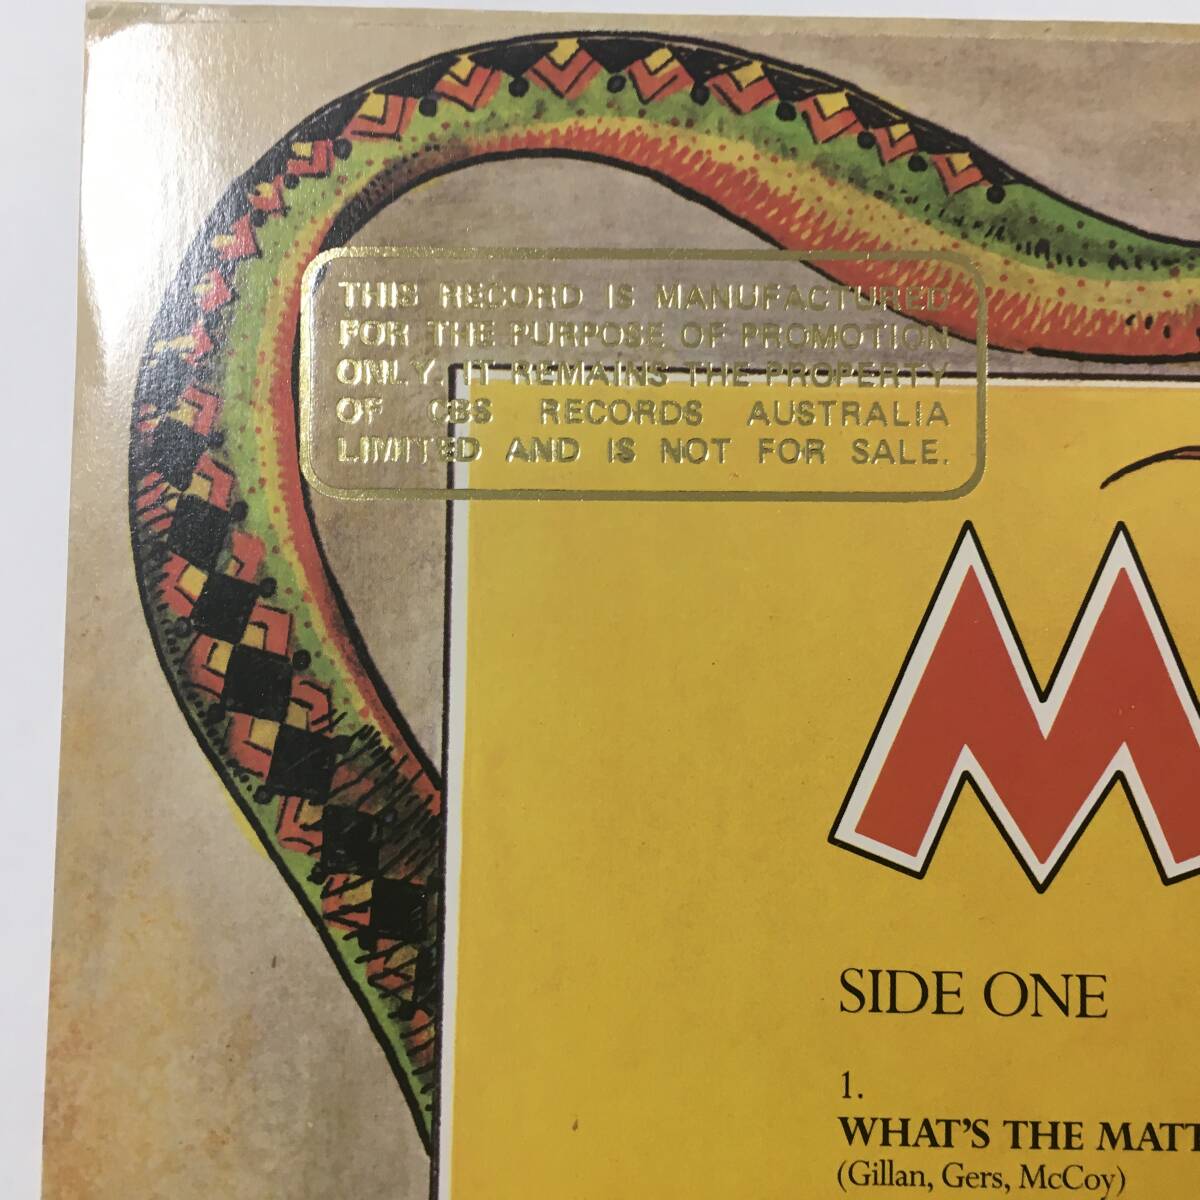 THIS RECORD IS MANUFACTURED
FOR THE PURPOSE OF PROMOTION
ONLY. IT REMAINS THE PROPERTY
OF CBS RECORDS AUSTRALIA
LIMITED AND IS NOT FOR SALE.
M
SIDE ONE
1.
WHAT'S THE MATT
(Gillan, Gers, McCoy)